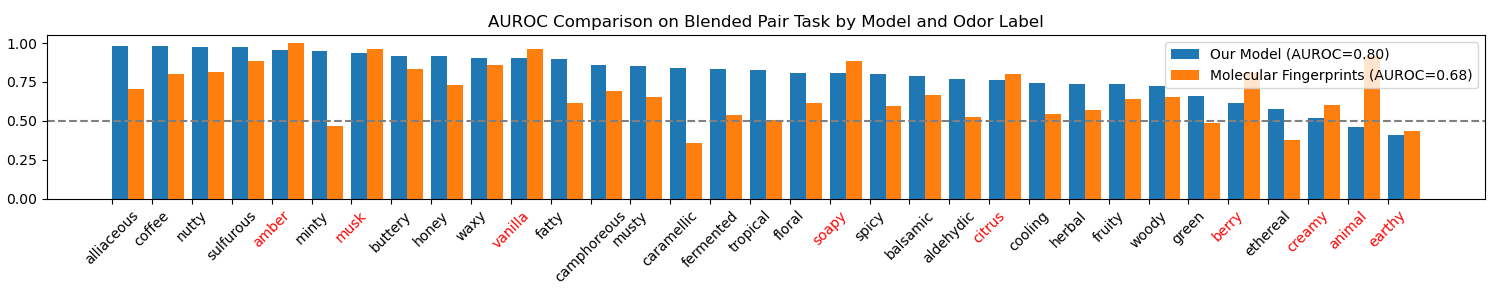 AUROC Comparison on Blended Pair Task by Model and Odor Label
1.00
0.75
0.50
0.25
0.00
Our Model (AUROC=0.80)
Molecular Fingerprints (AUROC=0.68)
alliaceous
coffee
nutty
sulfurous
amber
minty
musk
buttery
honey
waxy
vanilla
fatty
camphoreous
musty
caramellic
fermented
tropical
floral
soapy
spicy
balsamic
aldehydic
citrus
cooling
herbal
fruity
woody
green
berry
ethereal
creamy
animal
earthy